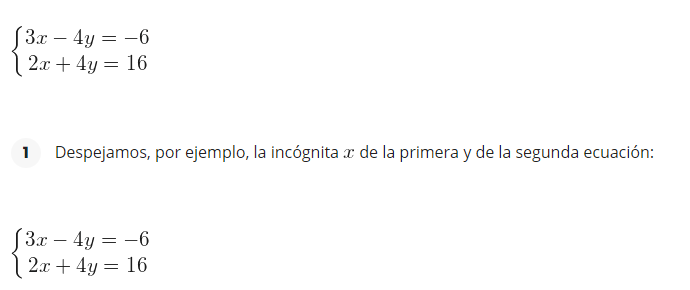 3x − 4y = −6
2x + 4y = 16
1 Despejamos, por ejemplo, la incógnita x de la primera y de la segunda ecuación:
3x − 4y = −6
2x + 4y = 16